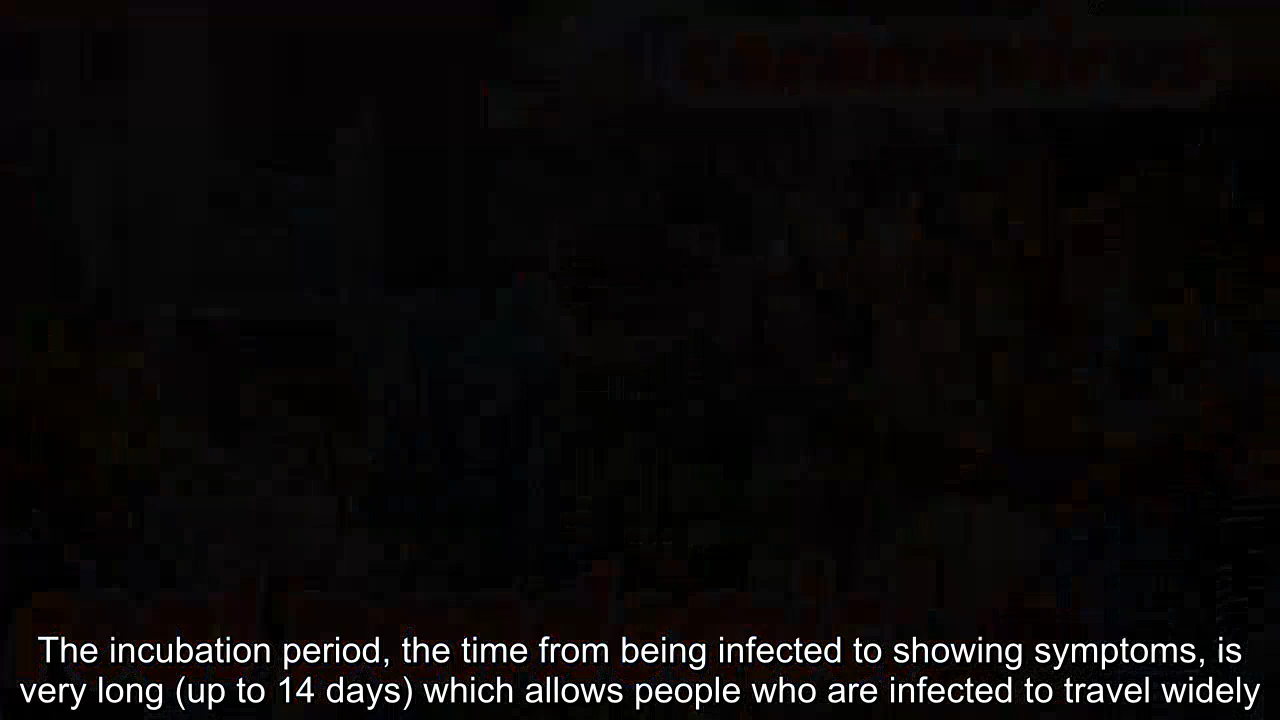 The incubation period, the time from being infected to showing symptoms, is
very long (up to 14 days) which allows people who are infected to travel widely